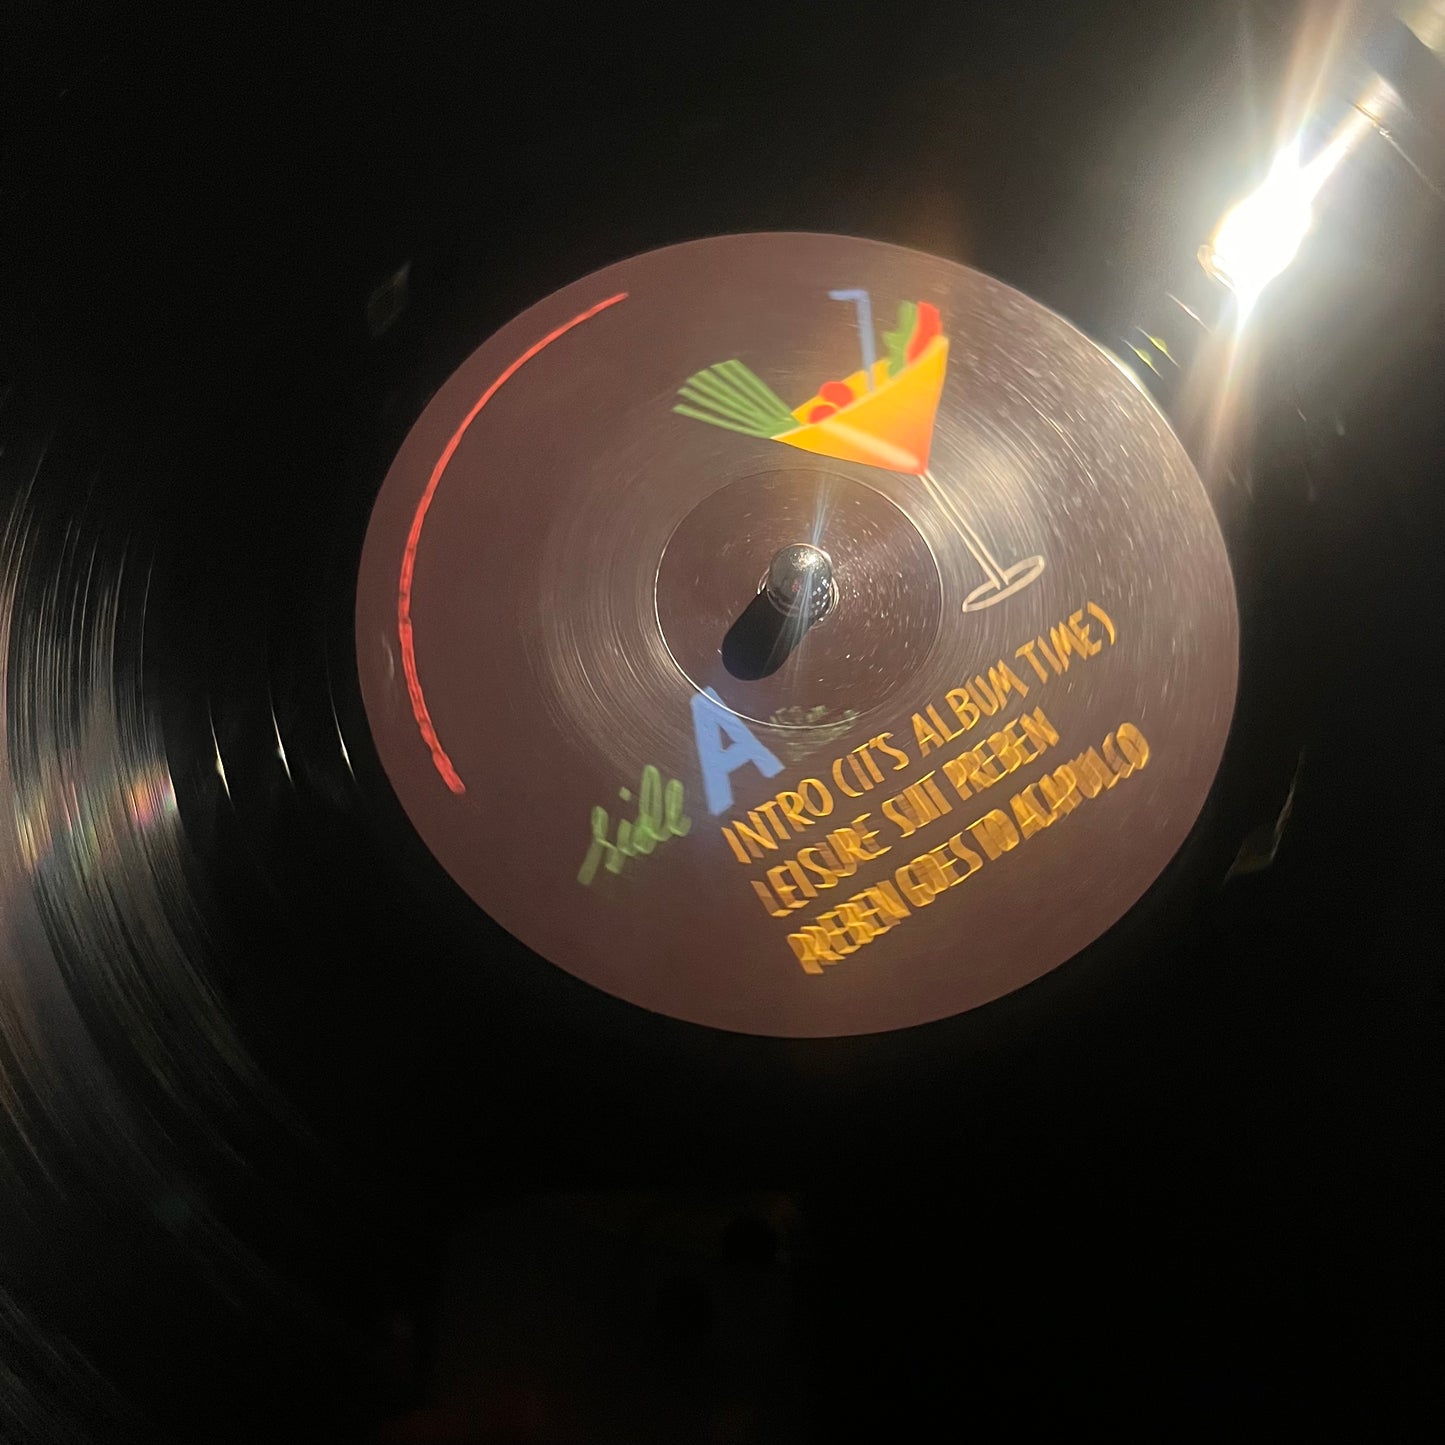 side A
INTRO (IT'S ALBUM TIME)
LEISURE SUIT PREBEN
PREBEN GOES TO ACAPULCO